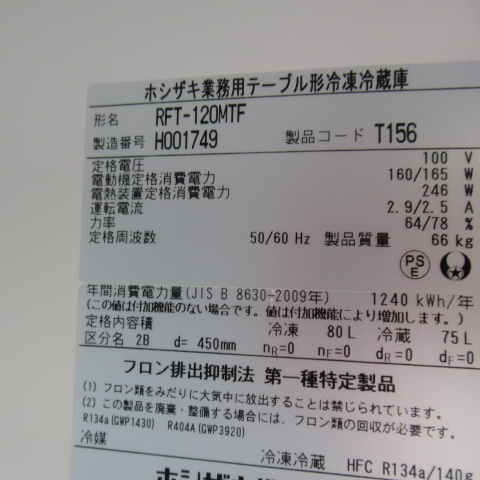 ホシザキ業務用テーブル形冷凍冷蔵庫
形名 RFT-120MTF
製造番号 H001749 製品コード T156
定格電圧 100 V
電動機定格消費電力 160/165 W
電熱装置定格消費電力 246 W
運転電流 2.9/2.5 A
力率 64/78 %
定格周波数 50/60 Hz 製品質量 66 kg
PS
E
年間消費電力量(JIS B 8630-2009年) 1240 kWh/年
(この値は付加機能のない場合です。値は付加機能により増加します。)
定格内容積 冷凍 80L 冷蔵 75L
区分名 2B d= 450mm nR=0 nF=0 dR=0 dF=0
フロン排出抑制法 第一種特定製品
(1) フロン類をみだりに大気中に放出することは禁じられています。
(2) この製品を廃棄・整備する場合には、フロン類の回収が必要です。
R134a(GWP1430) R404A(GWP3920)
冷媒 冷凍冷蔵 HFC R134a/140g